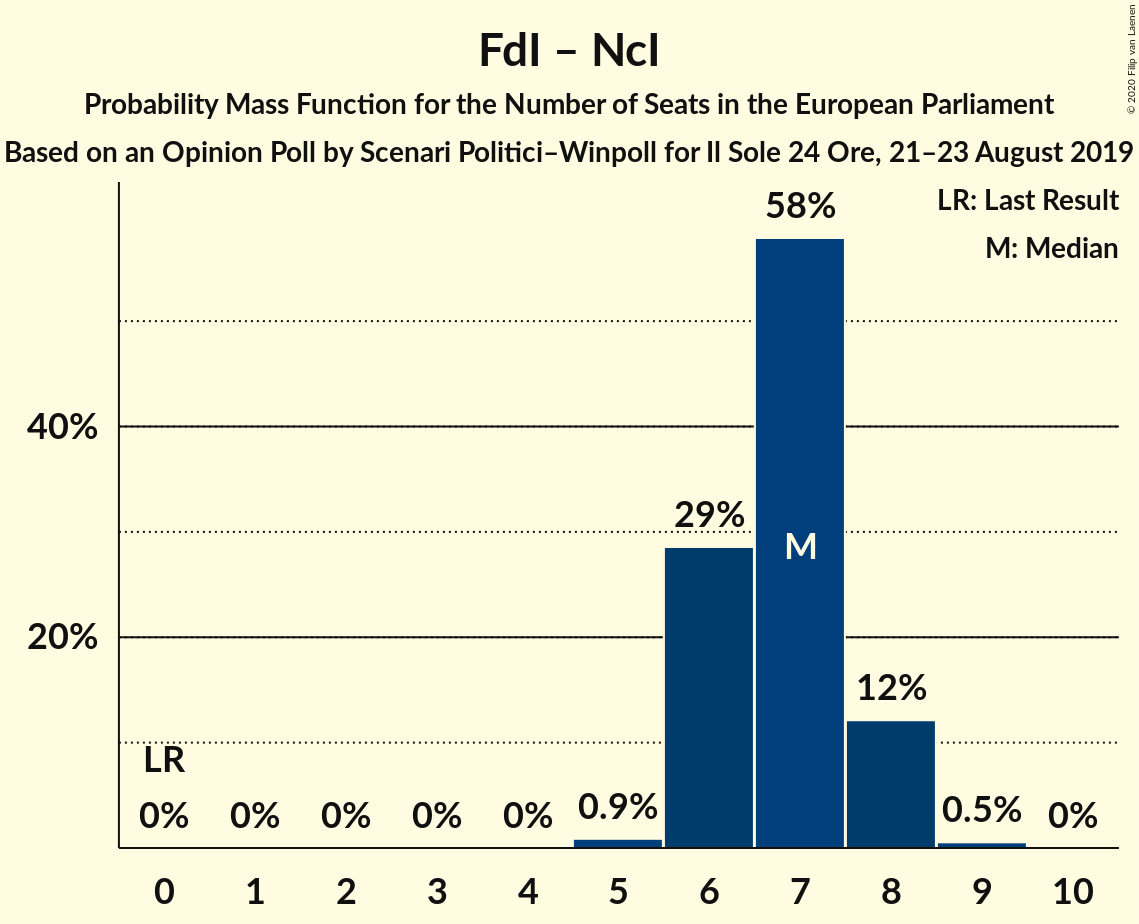 FdI – NcI
Probability Mass Function for the Number of Seats in the European Parliament
Based on an Opinion Poll by Scenari Politici–Winpoll for Il Sole 24 Ore, 21–23 August 2019
© 2020 Filip van Laenen
LR: Last Result
M: Median
58%
40%
29%
M
20%
12%
LR
0% 0% 0% 0% 0% 0.9% 0.5% 0%
0 1 2 3 4 5 6 7 8 9 10